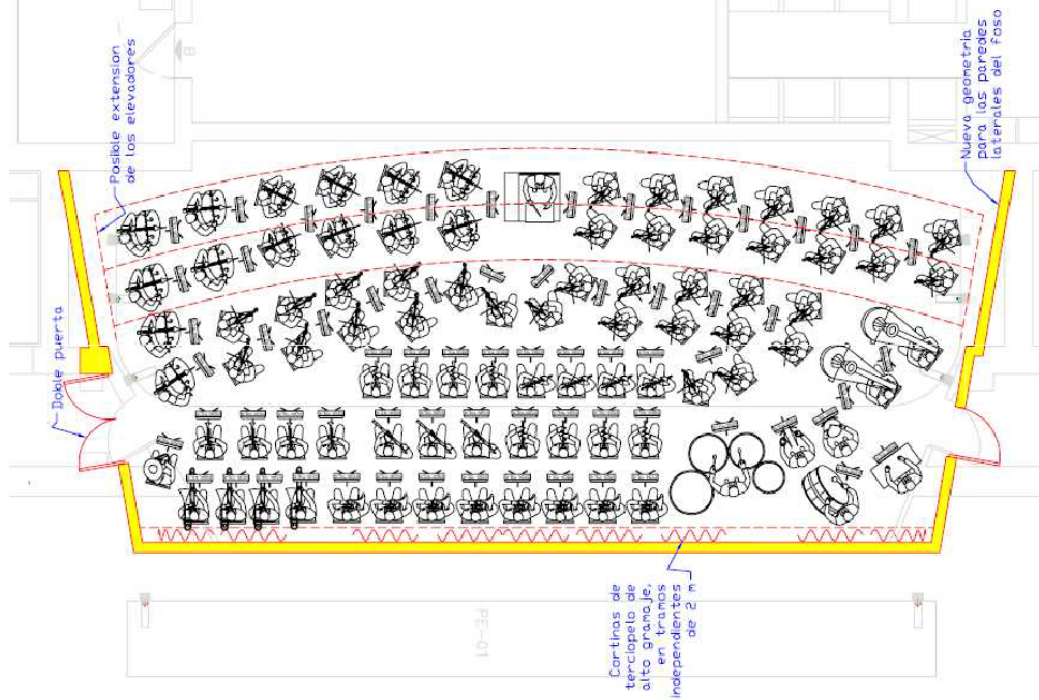 Posible extension
de los elevadores
Nueva geometria
para las paredes
laterales del foso
Doble puerta
B
Cortinas de
terciopelo de
alto gramaje,
en tramos
independientes
de 2 m
PE-01